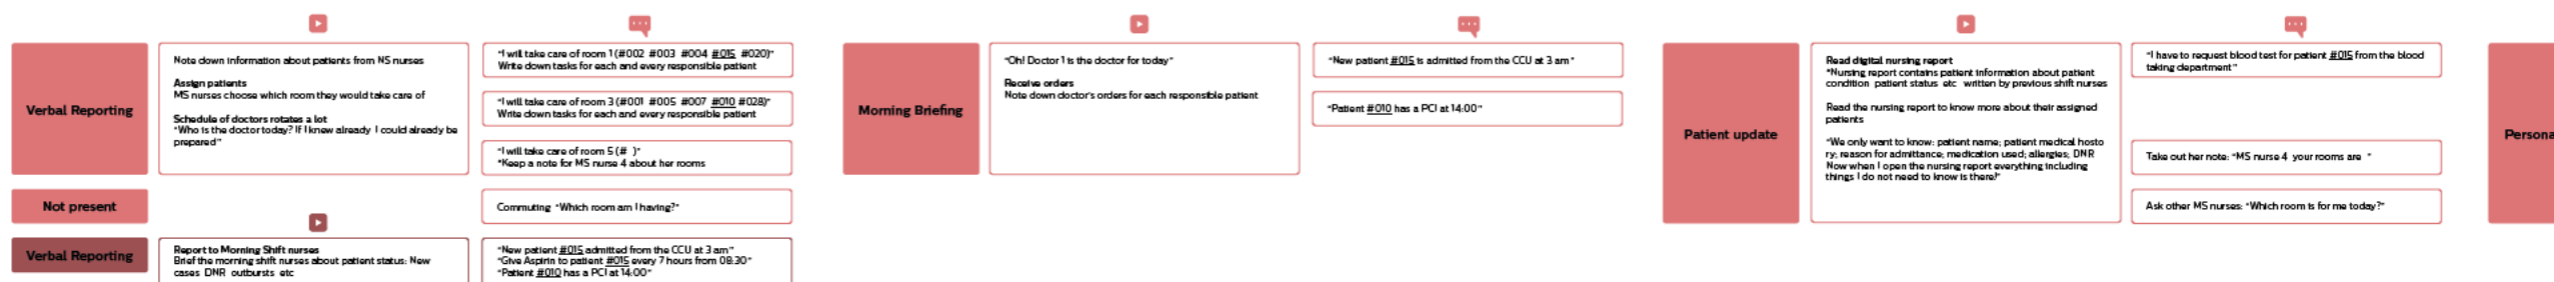 Verbal Reporting
Note down information about patients from NS nurses
Assign patients
MS nurses choose which room they would take care of
Schedule of doctors rotates a lot
"Who is the doctor today? If I knew already I could already be
prepared"
"I will take care of room 1 (#002 #003 #004 #015 #020)"
Write down tasks for each and every responsible patient
"I will take care of room 3 (#001 #005 #007 #010 #028)"
Write down tasks for each and every responsible patient
"I will take care of room 5 (# )"
*Keep a note for MS nurse 4 about her rooms
Not present
Commuting "Which room am I having?"
Verbal Reporting
Report to Morning Shift nurses
Brief the morning shift nurses about patient status: New
cases DNR outbursts etc
"New patient #015 admitted from the CCU at 3 am"
"Give Aspirin to patient #015 every 7 hours from 08:30"
"Patient #010 has a PCI at 14:00"
Morning Briefing
"Oh! Doctor 1 is the doctor for today"
Receive orders
Note down doctor's orders for each responsible patient
"New patient #015 is admitted from the CCU at 3 am"
"Patient #010 has a PCI at 14:00"
Patient update
Read digital nursing report
*Nursing report contains patient information about patient
condition patient status etc written by previous shift nurses
Read the nursing report to know more about their assigned
patients
"We only want to know: patient name; patient medical histo
ry; reason for admittance; medication used; allergies; DNR
Now when I open the nursing report everything including
things I do not need to know is there!"
"I have to request blood test for patient #015 from the blood
taking department"
Take out her note: "MS nurse 4 your rooms are "
Ask other MS nurses: "Which room is for me today?"
Persona